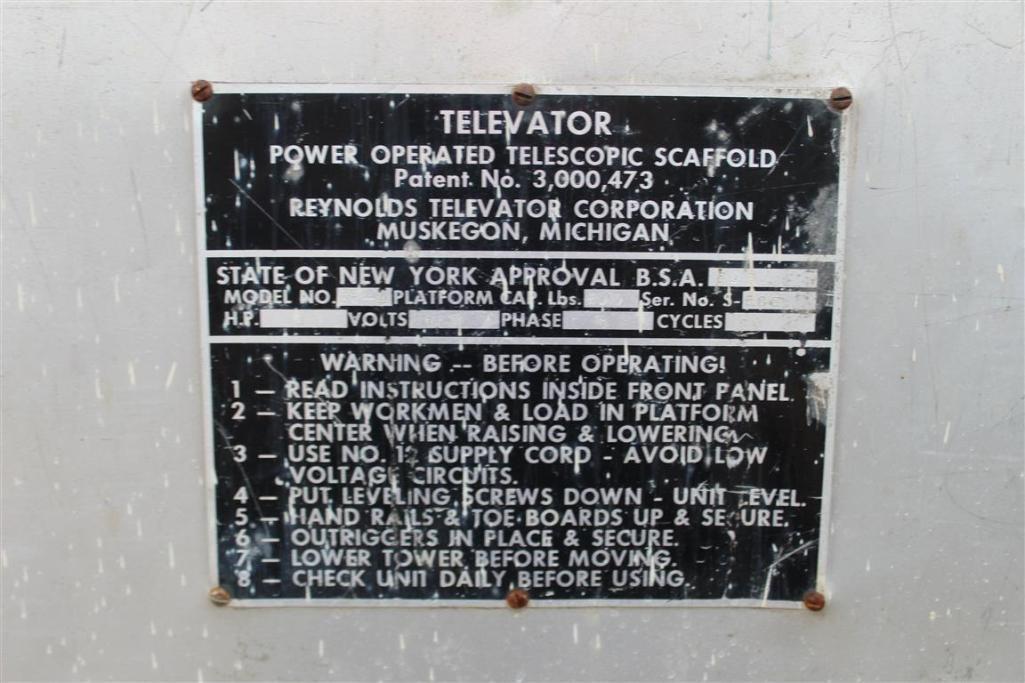 TELEVATOR
POWER OPERATED TELESCOPIC SCAFFOLD
Patent No. 3,000,473
REYNOLDS TELEVATOR CORPORATION
MUSKEGON, MICHIGAN
STATE OF NEW YORK APPROVAL B.S.A.
MODEL NO. PLATFORM CAP. Lbs. Ser. No. S-
H.P. VOLTS PHASE CYCLES
WARNING -- BEFORE OPERATING!
1 — READ INSTRUCTIONS INSIDE FRONT PANEL.
2 — KEEP WORKMEN & LOAD IN PLATFORM
CENTER WHEN RAISING & LOWERING.
3 — USE NO. 12 SUPPLY CORD - AVOID LOW
VOLTAGE CIRCUITS.
4 — PUT LEVELING SCREWS DOWN - UNIT LEVEL.
5 — HAND RAILS & TOE BOARDS UP & SECURE.
6 — OUTRIGGERS IN PLACE & SECURE.
7 — LOWER TOWER BEFORE MOVING.
8 — CHECK UNIT DAILY BEFORE USING.